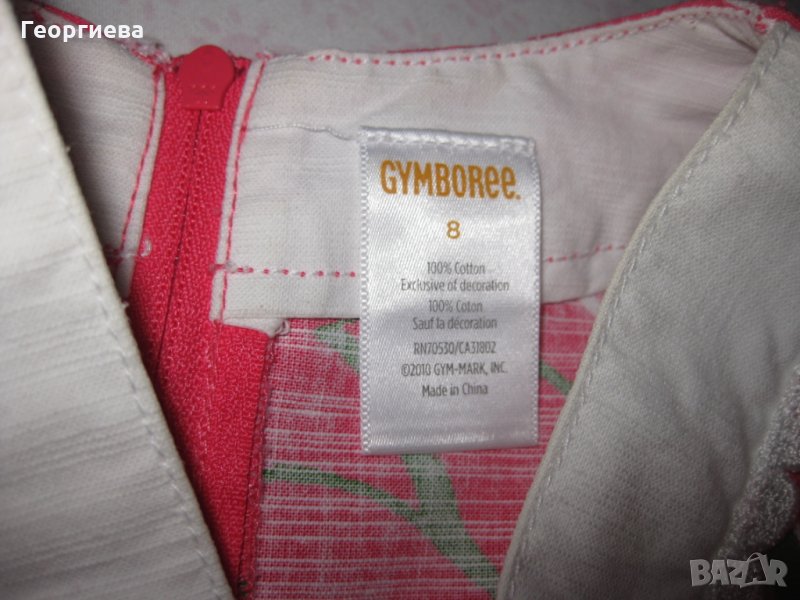 Георгиева
GYMBOREE.
8
100% Cotton
Exclusive of decoration
100% Coton
Sauf la décoration
RN70530/CA31802
©2010 GYM-MARK, INC.
Made in China
BAZAR